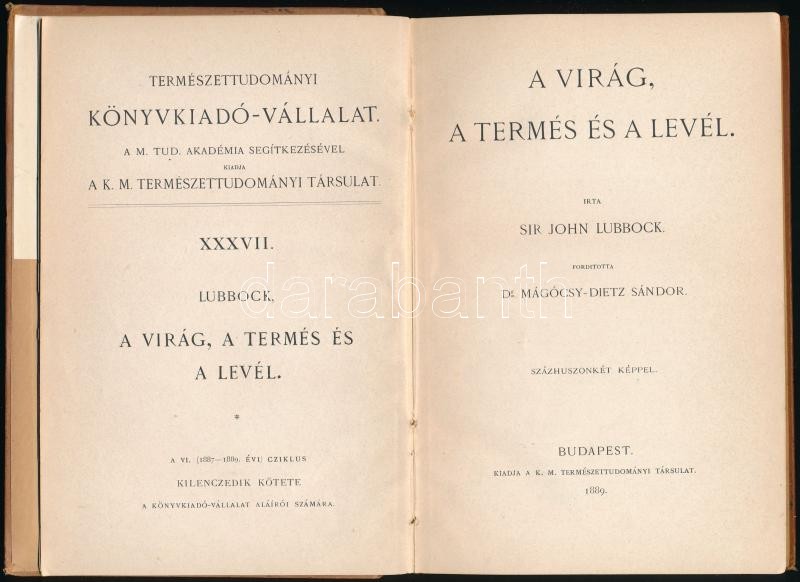 TERMÉSZETTUDOMÁNYI
KÖNYVKIADÓ-VÁLLALAT.
A M. TUD. AKADÉMIA SEGÍTKEZÉSÉVEL
KIADJA
A K. M. TERMÉSZETTUDOMÁNYI TÁRSULAT.
XXXVII.
LUBBOCK,
A VIRÁG, A TERMÉS ÉS
A LEVÉL.
*
A VI. (1887—1889. ÉVI) CZIKLUS
KILENCZEDIK KÖTETE
A KÖNYVKIADÓ-VÁLLALAT ALÁÍRÓI SZÁMÁRA.
A VIRÁG,
A TERMÉS ÉS A LEVÉL.
IRTA
SIR JOHN LUBBOCK.
FORDITOTTA
Dr. MÁGÓCSY-DIETZ SÁNDOR.
SZÁZHUSZONKÉT KÉPPEL.
BUDAPEST.
KIADJA A K. M. TERMÉSZETTUDOMÁNYI TÁRSULAT.
1889.
darabanth